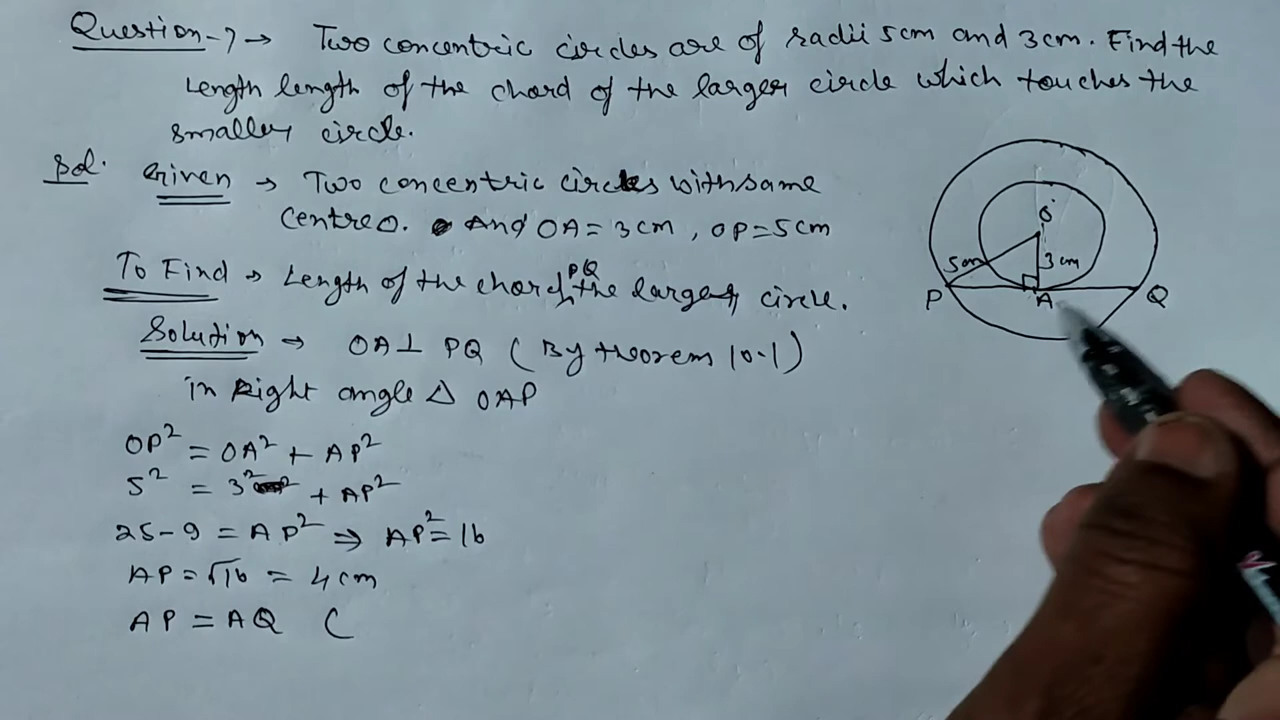 Question-7 → Two concentric circles are of radii 5cm and 3cm. Find the
Length length of the chord of the larger circle which touches the
smaller circle.
Sol. Given → Two concentric circles with same
Centre O. And OA = 3cm, OP = 5cm
To Find → Length of the chord PQ the larger circle.
Solution → OA ⊥ PQ (By theorem 10.1)
in Right angle △ OAP
OP² = OA² + AP²
5² = 3² + AP²
25-9 = AP² ⇒ AP² = 16
AP = √16 = 4cm
AP = AQ (
O
5cm
3cm
P
A
Q